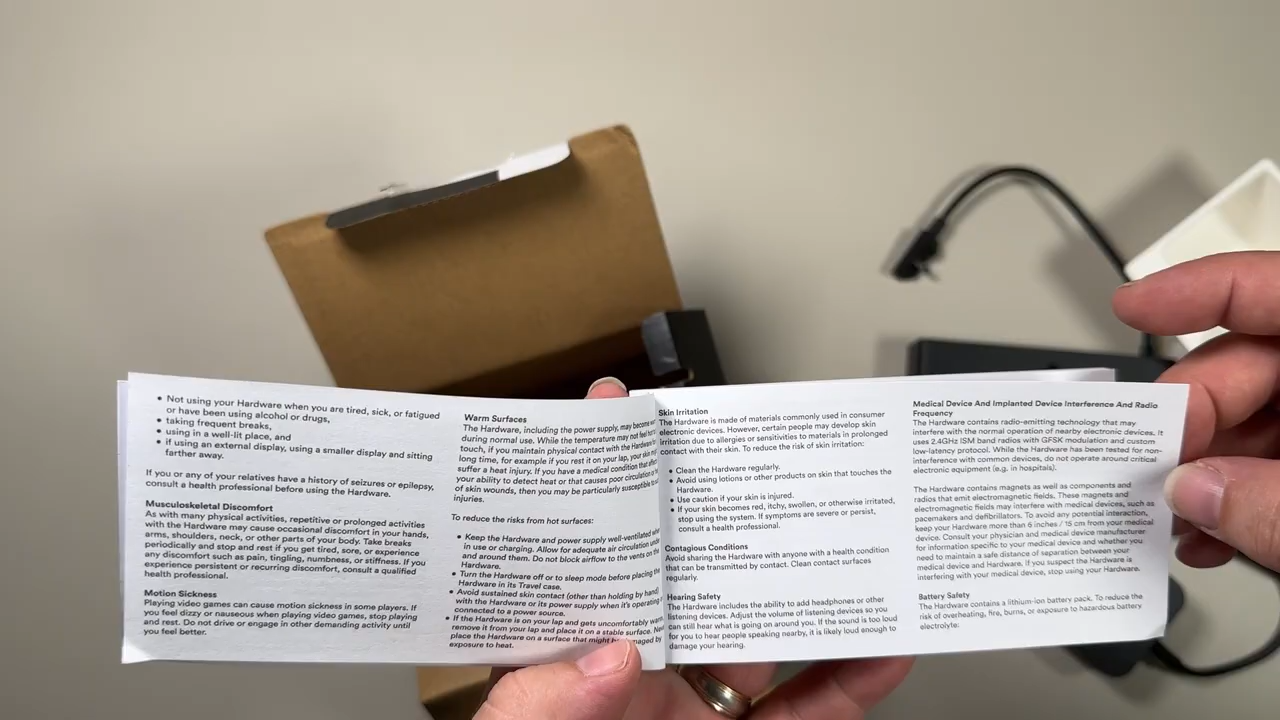 • Not using your Hardware when you are tired, sick, or fatigued
or have been using alcohol or drugs,
• taking frequent breaks,
• using in a well-lit place, and
• if using an external display, using a smaller display and sitting
farther away.
If you or any of your relatives have a history of seizures or epilepsy,
consult a health professional before using the Hardware.
Musculoskeletal Discomfort
As with many physical activities, repetitive or prolonged activities
with the Hardware may cause occasional discomfort in your hands,
arms, shoulders, neck, or other parts of your body. Take breaks
periodically and stop and rest if you get tired, sore, or experience
any discomfort such as pain, tingling, numbness, or stiffness. If you
experience persistent or recurring discomfort, consult a qualified
health professional.
Motion Sickness
Playing video games can cause motion sickness in some players. If
you feel dizzy or nauseous when playing video games, stop playing
and rest. Do not drive or engage in other demanding activity until
you feel better.
Warm Surfaces
The Hardware, including the power supply, may become
during normal use. While the temperature may not feel
touch, if you maintain physical contact with the Hardware
long time, for example if you rest it on your lap, your skin
suffer a heat injury. If you have a medical condition that
your ability to detect heat or that causes poor circulation
of skin wounds, then you may be particularly susceptible
injuries.
To reduce the risks from hot surfaces:
• Keep the Hardware and power supply well-ventilated
in use or charging. Allow for adequate air circulation under
and around them. Do not block airflow to the vents on the
Hardware.
• Turn the Hardware off or to sleep mode before placing the
Hardware in its Travel case.
• Avoid sustained skin contact (other than holding by hand)
with the Hardware or its power supply when it's operating
connected to a power source.
• If the Hardware is on your lap and gets uncomfortably warm,
remove it from your lap and place it on a stable surface.
place the Hardware on a surface that might by
exposure to heat.
Skin Irritation
The Hardware is made of materials commonly used in consumer
electronic devices. However, certain people may develop skin
irritation due to allergies or sensitivities to materials in prolonged
contact with their skin. To reduce the risk of skin irritation:
• Clean the Hardware regularly.
• Avoid using lotions or other products on skin that touches the
Hardware.
• Use caution if your skin is injured.
• If your skin becomes red, itchy, swollen, or otherwise irritated,
stop using the system. If symptoms are severe or persist,
consult a health professional.
Contagious Conditions
Avoid sharing the Hardware with anyone with a health condition
that can be transmitted by contact. Clean contact surfaces
regularly.
Hearing Safety
The Hardware includes the ability to add headphones or other
listening devices. Adjust the volume of listening devices so you
can still hear what is going on around you. If the sound is too loud
for you to hear people speaking nearby, it is likely loud enough to
damage your hearing.
Medical Device And Implanted Device Interference And Radio
Frequency
The Hardware contains radio-emitting technology that may
interfere with the normal operation of nearby electronic devices. It
uses 2.4GHz ISM band radios with GFSK modulation and custom
low-latency protocol. While the Hardware has been tested for non-
interference with common devices, do not operate around critical
electronic equipment (e.g. in hospitals).
The Hardware contains magnets as well as components and
radios that emit electromagnetic fields. These magnets and
electromagnetic fields may interfere with medical devices, such as
pacemakers and defibrillators. To avoid any potential interaction,
keep your Hardware more than 6 inches / 15 cm from your medical
device. Consult your physician and medical device manufacturer
for information specific to your medical device and whether you
need to maintain a safe distance of separation between your
medical device and Hardware. If you suspect the Hardware is
interfering with your medical device, stop using your Hardware.
Battery Safety
The Hardware contains a lithium-ion battery pack. To reduce the
risk of overheating, fire, burns, or exposure to hazardous battery
electrolyte: